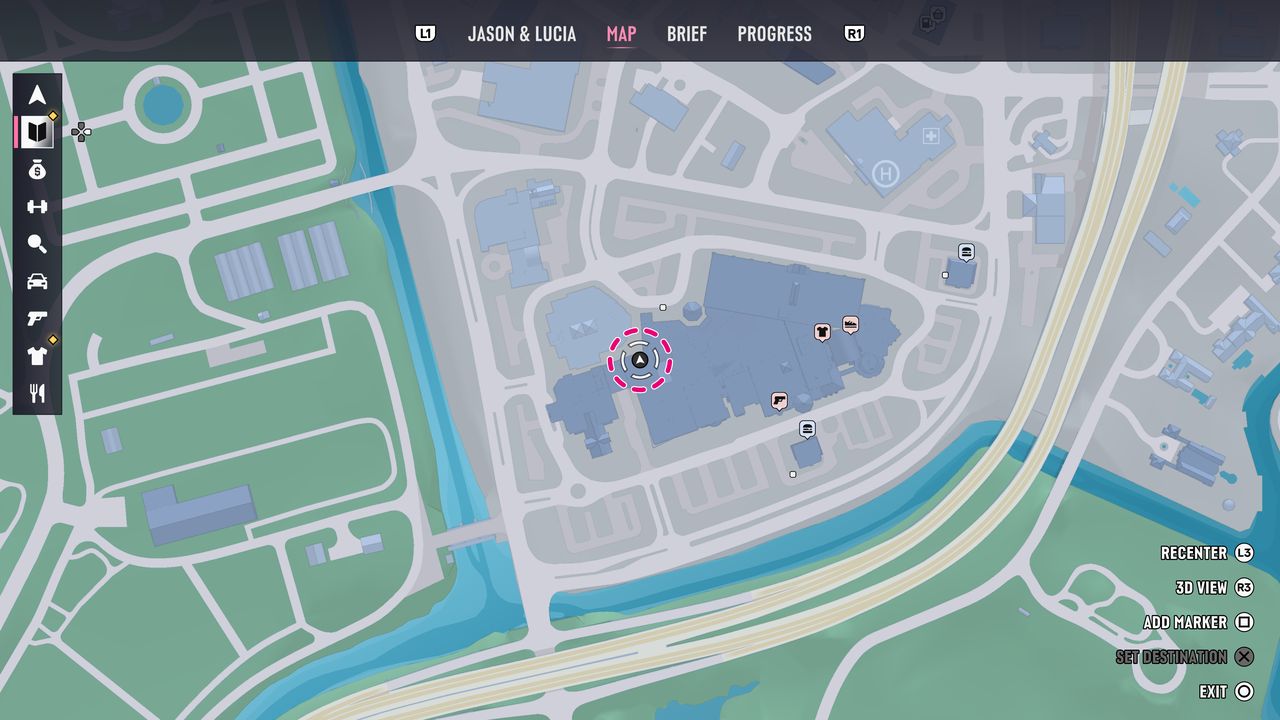 L1 JASON & LUCIA MAP BRIEF PROGRESS R1
H
$
RECENTER L3
3D VIEW R3
ADD MARKER
SET DESTINATION
EXIT